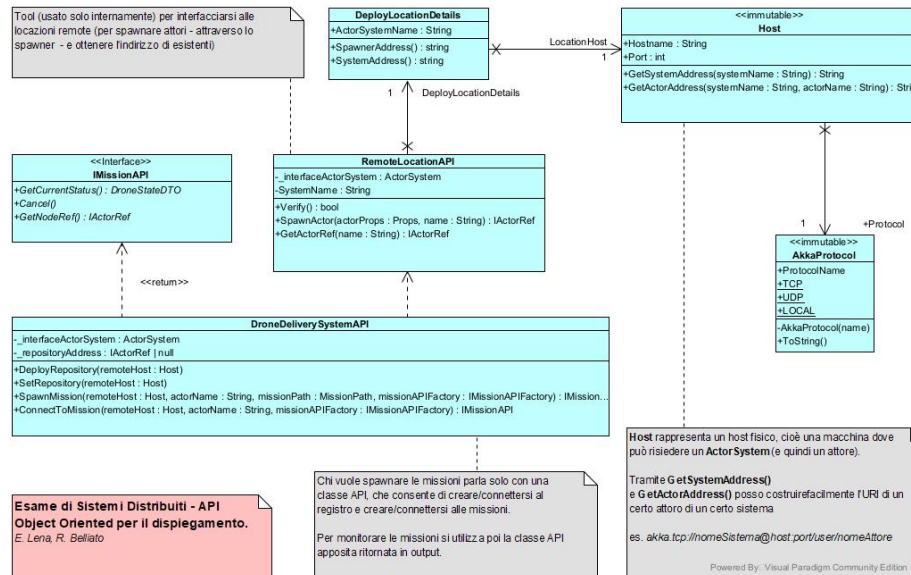 Tool (usato solo internamente) per interfacciarsi alle
locazioni remote (per spawnare attori - attraverso lo
spawner - e ottenere l'indirizzo di esistenti)
DeployLocationDetails
+ActorSystemName : String
+SpawnerAddress() : string
+SystemAddress() : string
LocationHost
1
<<immutable>>
Host
+Hostname : String
+Port : int
+GetSystemAddress(systemName : String) : String
+GetActorAddress(systemName : String, actorName : String) : Stri
1
DeployLocationDetails
<<Interface>>
IMissionAPI
+GetCurrentStatus() : DroneStateDTO
+Cancel()
+GetNodeRef() : IActorRef
RemoteLocationAPI
-_interfaceActorSystem : ActorSystem
-SystemName : String
+Verify() : bool
+SpawnActor(actorProps : Props, name : String) : IActorRef
+GetActorRef(name : String) : IActorRef
1
+Protocol
<<immutable>>
AkkaProtocol
+ProtocolName
+TCP
+UDP
+LOCAL
-AkkaProtocol(name)
+ToString()
<<return>>
DroneDeliverySystemAPI
-_interfaceActorSystem : ActorSystem
-_repositoryAddress : IActorRef | null
+DeployRepository(remoteHost : Host)
+SetRepository(remoteHost : Host)
+SpawnMission(remoteHost : Host, actorName : String, missionPath : MissionPath, missionAPIFactory : IMissionAPIFactory) : IMission...
+ConnectToMission(remoteHost : Host, actorName : String, missionAPIFactory : IMissionAPIFactory) : IMissionAPI
Esame di Sistemi Distribuiti - API
Object Oriented per il dispiegamento.
E. Lena, R. Belliato
Chi vuole spawnare le missioni parla solo con una
classe API, che consente di creare/connettersi al
registro e creare/connettersi alle missioni.
Per monitorare le missioni si utilizza poi la classe API
apposita ritornata in output.
Host rappresenta un host fisico, cioè una macchina dove
può risiedere un ActorSystem (e quindi un attore).
Tramite GetSystemAddress()
e GetActorAddress() posso costruirefacilmente l'URI di un
certo attoro di un certo sistema
es. akka.tcp://nomeSistema@host:port/user/nomeAttore
Powered By Visual Paradigm Community Edition